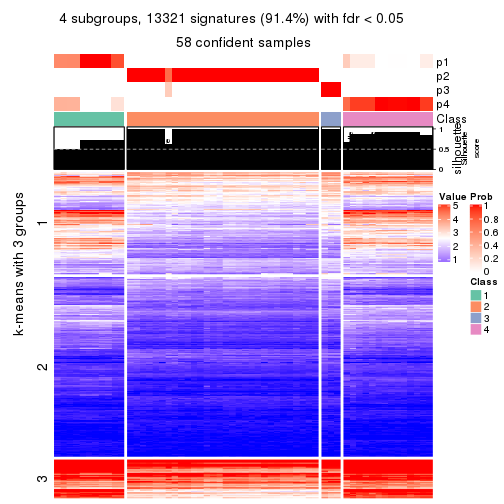 4 subgroups, 13321 signatures (91.4%) with fdr < 0.05
58 confident samples
p1
p2
p3
p4
Class
1
0.5
0
silhouette
Silhouette
score
k-means with 3 groups
1
2
3
Value
5
4
3
2
1
Prob
1
0.8
0.6
0.4
0.2
0
Class
1
2
3
4